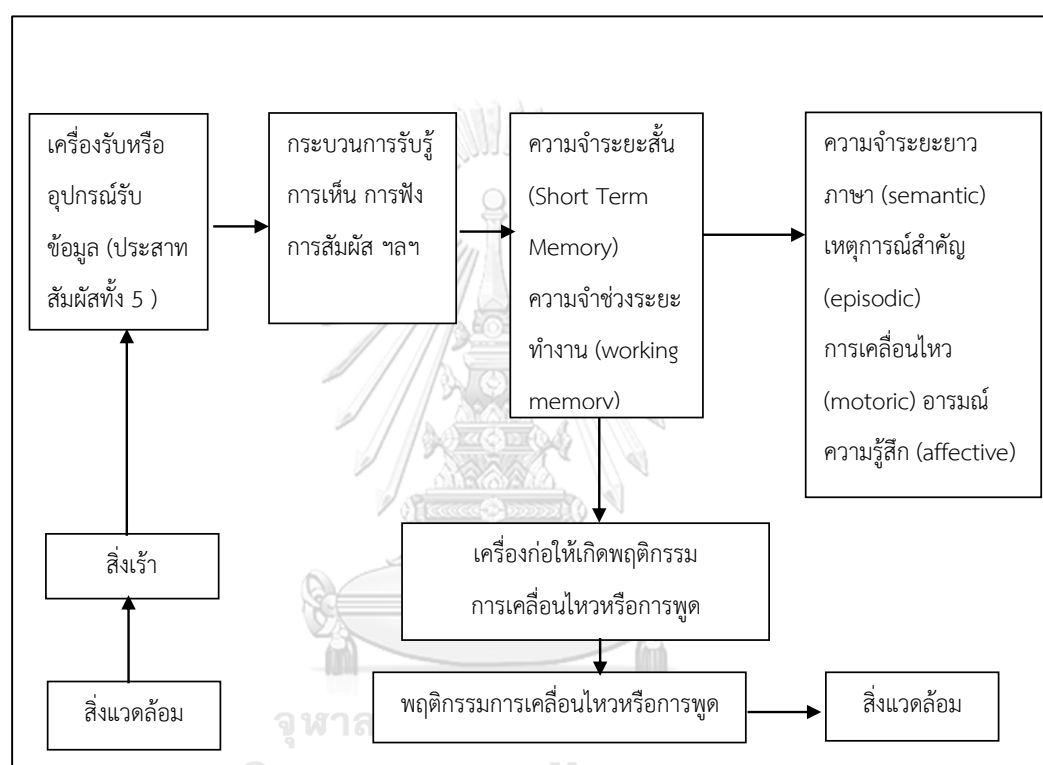 เครื่องรับหรือ
อุปกรณ์รับ
ข้อมูล (ประสาท
สัมผัสทั้ง 5 )
กระบวนการรับรู้
การเห็น การฟัง
การสัมผัส ฯลฯ
ความจำระยะสั้น
(Short Term
Memory)
ความจำช่วงระยะ
ทำงาน (working
memory)
ความจำระยะยาว
ภาษา (semantic)
เหตุการณ์สำคัญ
(episodic)
การเคลื่อนไหว
(motoric) อารมณ์
ความรู้สึก (affective)
สิ่งเร้า
เครื่องก่อให้เกิดพฤติกรรม
การเคลื่อนไหวหรือการพูด
สิ่งแวดล้อม
พฤติกรรมการเคลื่อนไหวหรือการพูด
สิ่งแวดล้อม